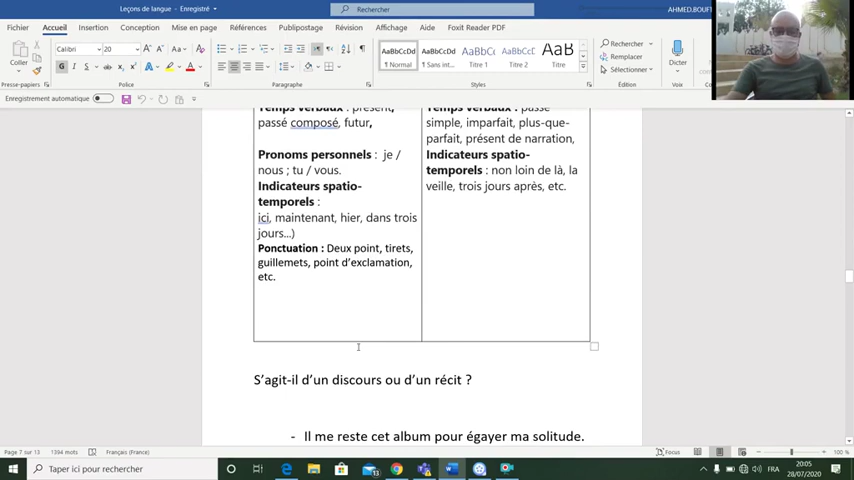 Leçons de langue - Enregistré
Rechercher
AHMED.BOUFT
Fichier Accueil Insertion Conception Mise en page Références Publipostage Révision Affichage Aide Foxit Reader PDF
Coller
Calibri 20
G I S ab x₂ x²
AaBbCcDd AaBbCcDd AaBbC AaBbCcD AaB
¶ Normal ¶ Sans int... Titre 1 Titre 2 Titre
Rechercher
Remplacer
Sélectionner
Dicter
Presse-papiers Police Paragraphe Styles Modification Voix
Enregistrement automatique
Temps verbaux : présent,
passé composé, futur,
Pronoms personnels : je /
nous ; tu / vous.
Indicateurs spatio-
temporels :
ici, maintenant, hier, dans trois
jours...)
Ponctuation : Deux point, tirets,
guillemets, point d'exclamation,
etc.
Temps verbaux : passé
simple, imparfait, plus-que-
parfait, présent de narration,
Indicateurs spatio-
temporels : non loin de là, la
veille, trois jours après, etc.
S'agit-il d'un discours ou d'un récit ?
- Il me reste cet album pour égayer ma solitude.
Page 7 sur 13 1394 mots Français (France) Focus 100 %
Taper ici pour rechercher
FRA
20:05
28/07/2020